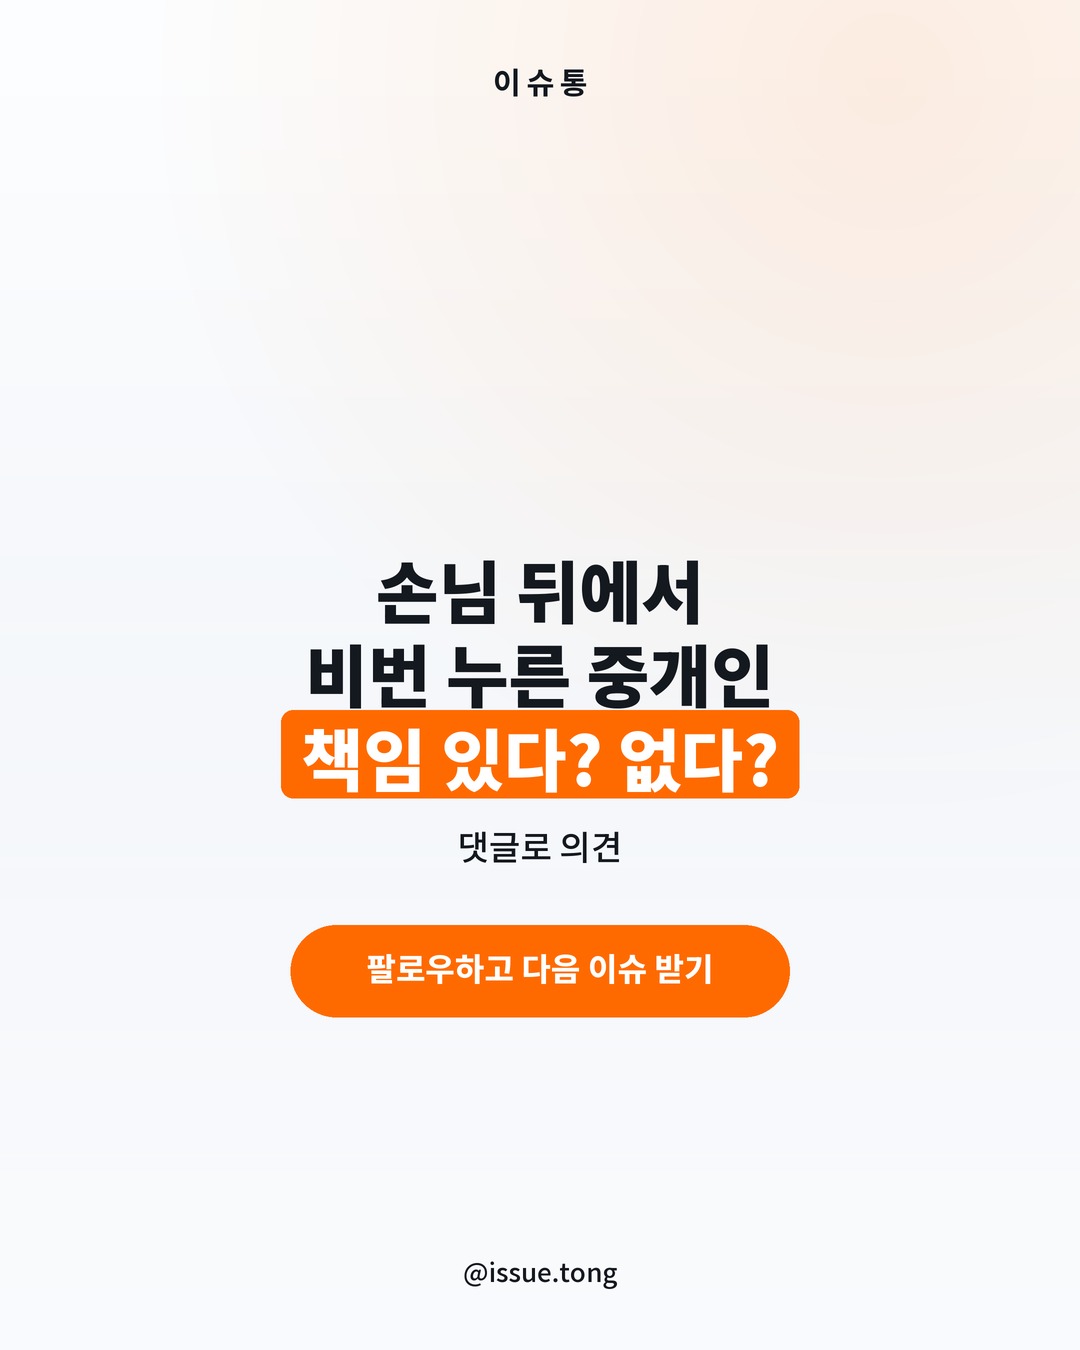 이슈통
손님 뒤에서
비번 누른 중개인
책임 있다? 없다?
댓글로 의견
팔로우하고 다음 이슈 받기
@issue.tong